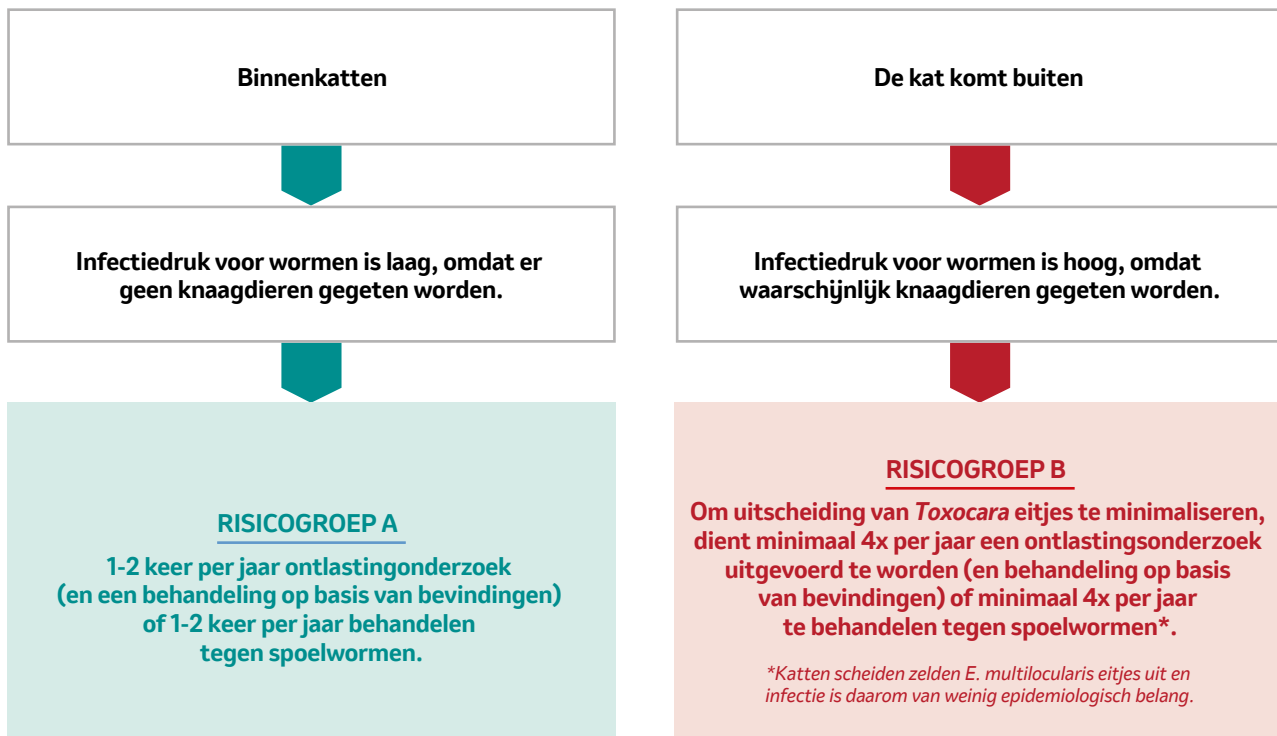 Binnenkatten
Infectiedruk voor wormen is laag, omdat er
geen knaagdieren gegeten worden.
RISICOGROEP A
1-2 keer per jaar ontlastingonderzoek
(en een behandeling op basis van bevindingen)
of 1-2 keer per jaar behandelen
tegen spoelwormen.
De kat komt buiten
Infectiedruk voor wormen is hoog, omdat
waarschijnlijk knaagdieren gegeten worden.
RISICOGROEP B
Om uitscheiding van Toxocara eitjes te minimaliseren,
dient minimaal 4x per jaar een ontlastingsonderzoek
uitgevoerd te worden (en behandeling op basis
van bevindingen) of minimaal 4x per jaar
te behandelen tegen spoelwormen*.
*Katten scheiden zelden E. multilocularis eitjes uit en
infectie is daarom van weinig epidemiologisch belang.